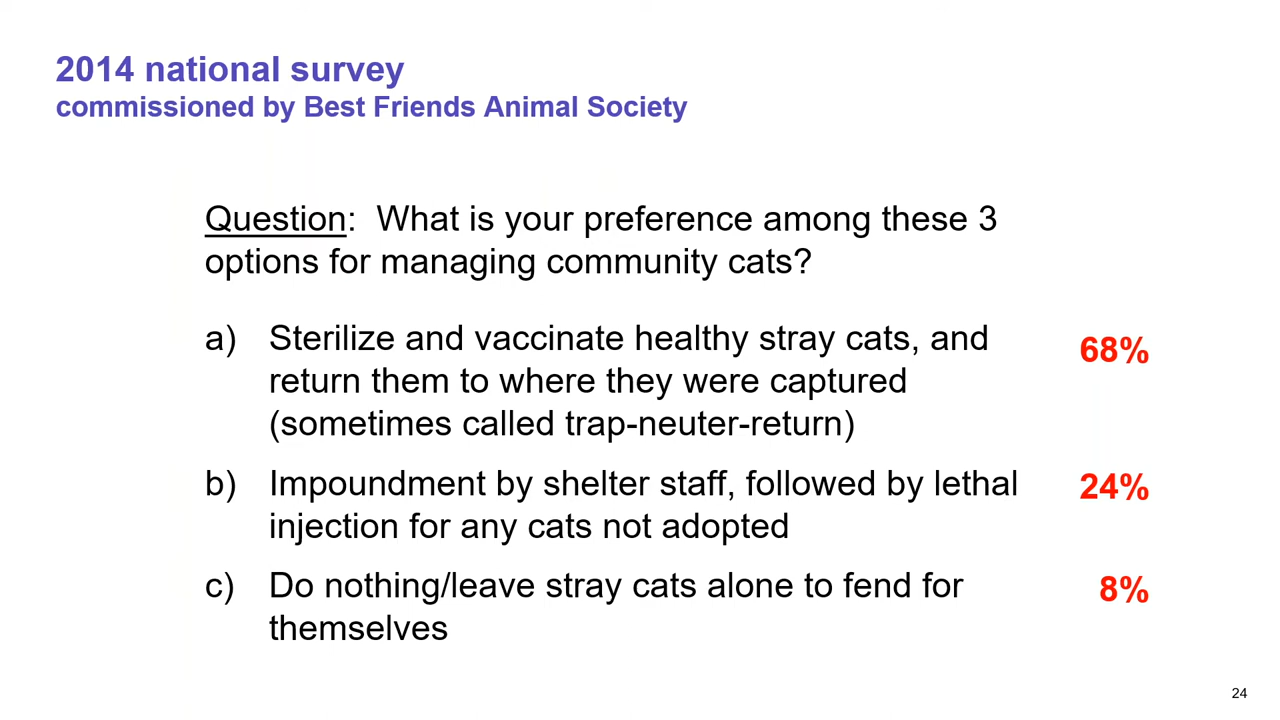 2014 national survey
commissioned by Best Friends Animal Society
Question:  What is your preference among these 3
options for managing community cats?
a) Sterilize and vaccinate healthy stray cats, and 68%
return them to where they were captured
(sometimes called trap-neuter-return)
b) Impoundment by shelter staff, followed by lethal 24%
injection for any cats not adopted
c) Do nothing/leave stray cats alone to fend for 8%
themselves
24